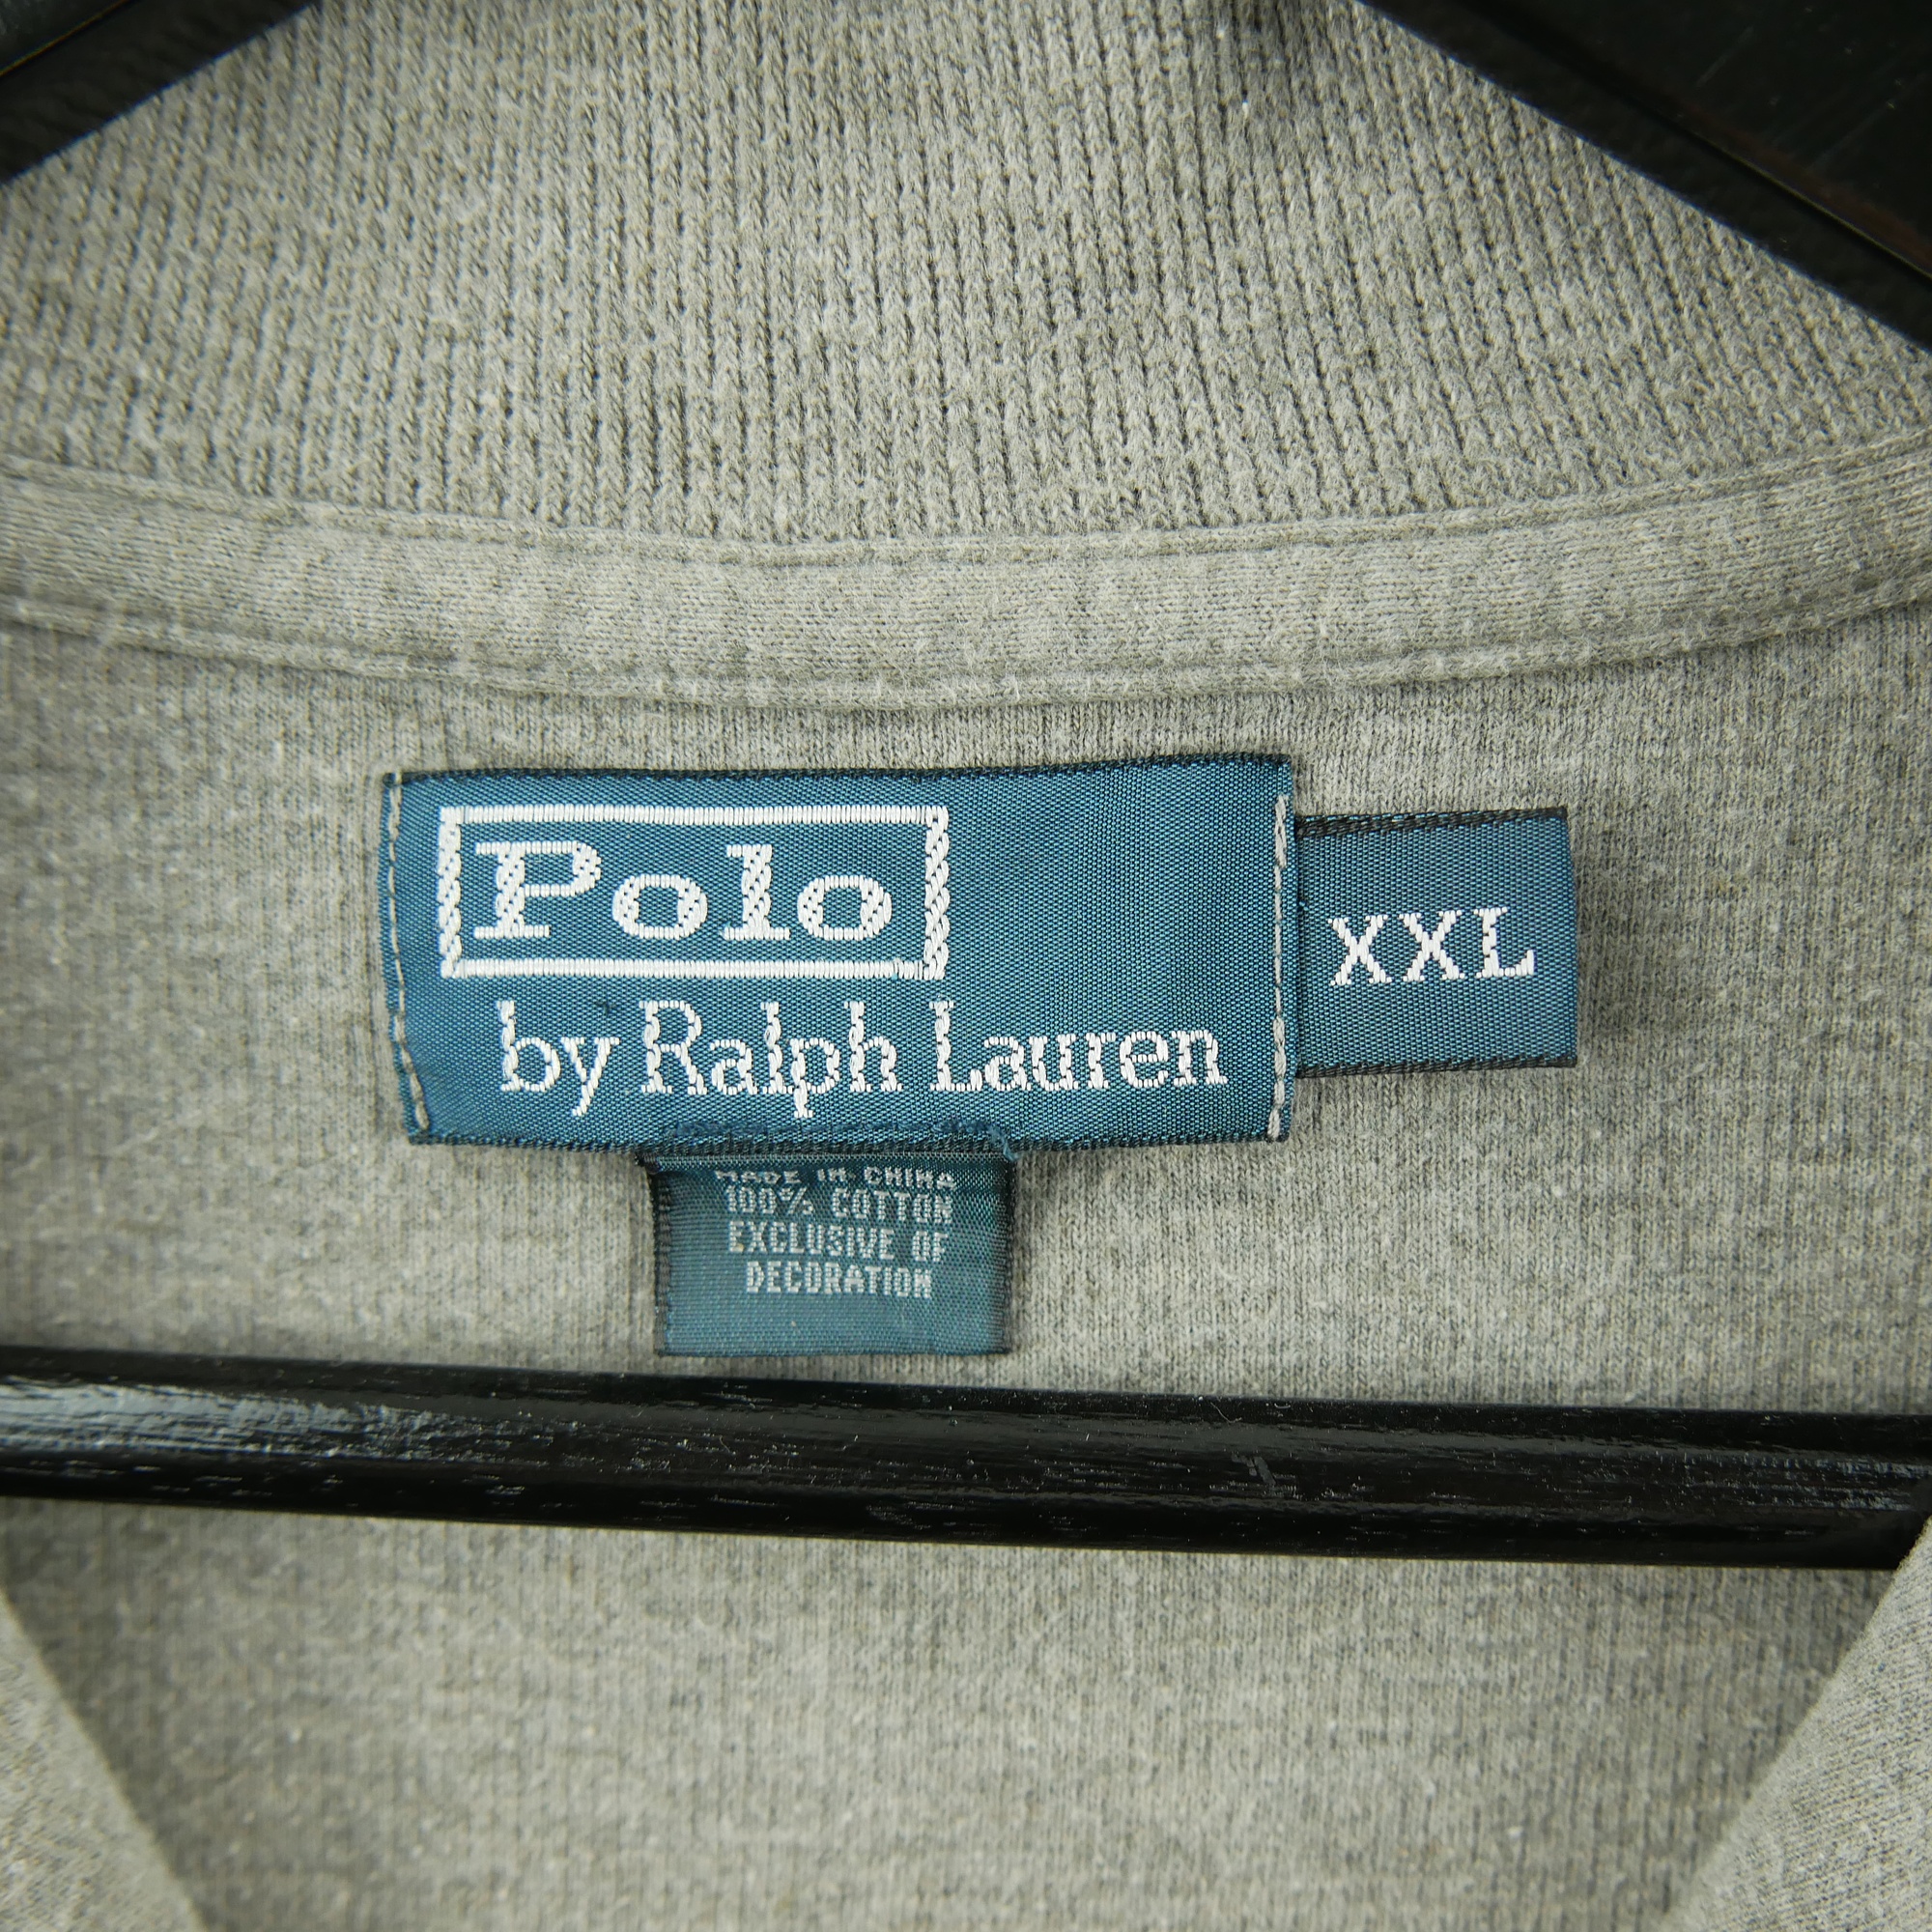 Polo
by Ralph Lauren
XXL
MADE IN CHINA
100% COTTON
EXCLUSIVE OF
DECORATION